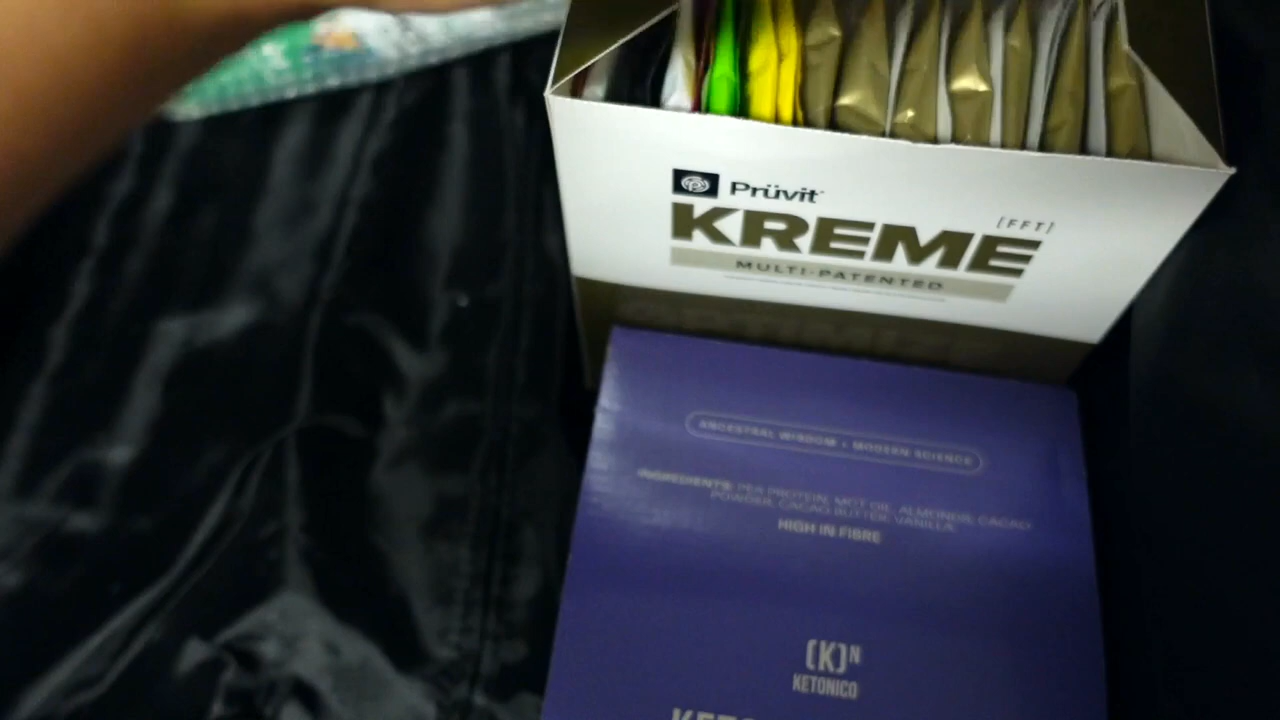 Prüvit
KREME [FFT]
MULTI-PATENTED
ANCESTRAL WISDOM • MODERN SCIENCE
INGREDIENTS: PEA PROTEIN, MCT OIL, ALMONDS, CACAO
POWDER, CACAO BUTTER, VANILLA.
HIGH IN FIBRE
(K)N
KETONICO